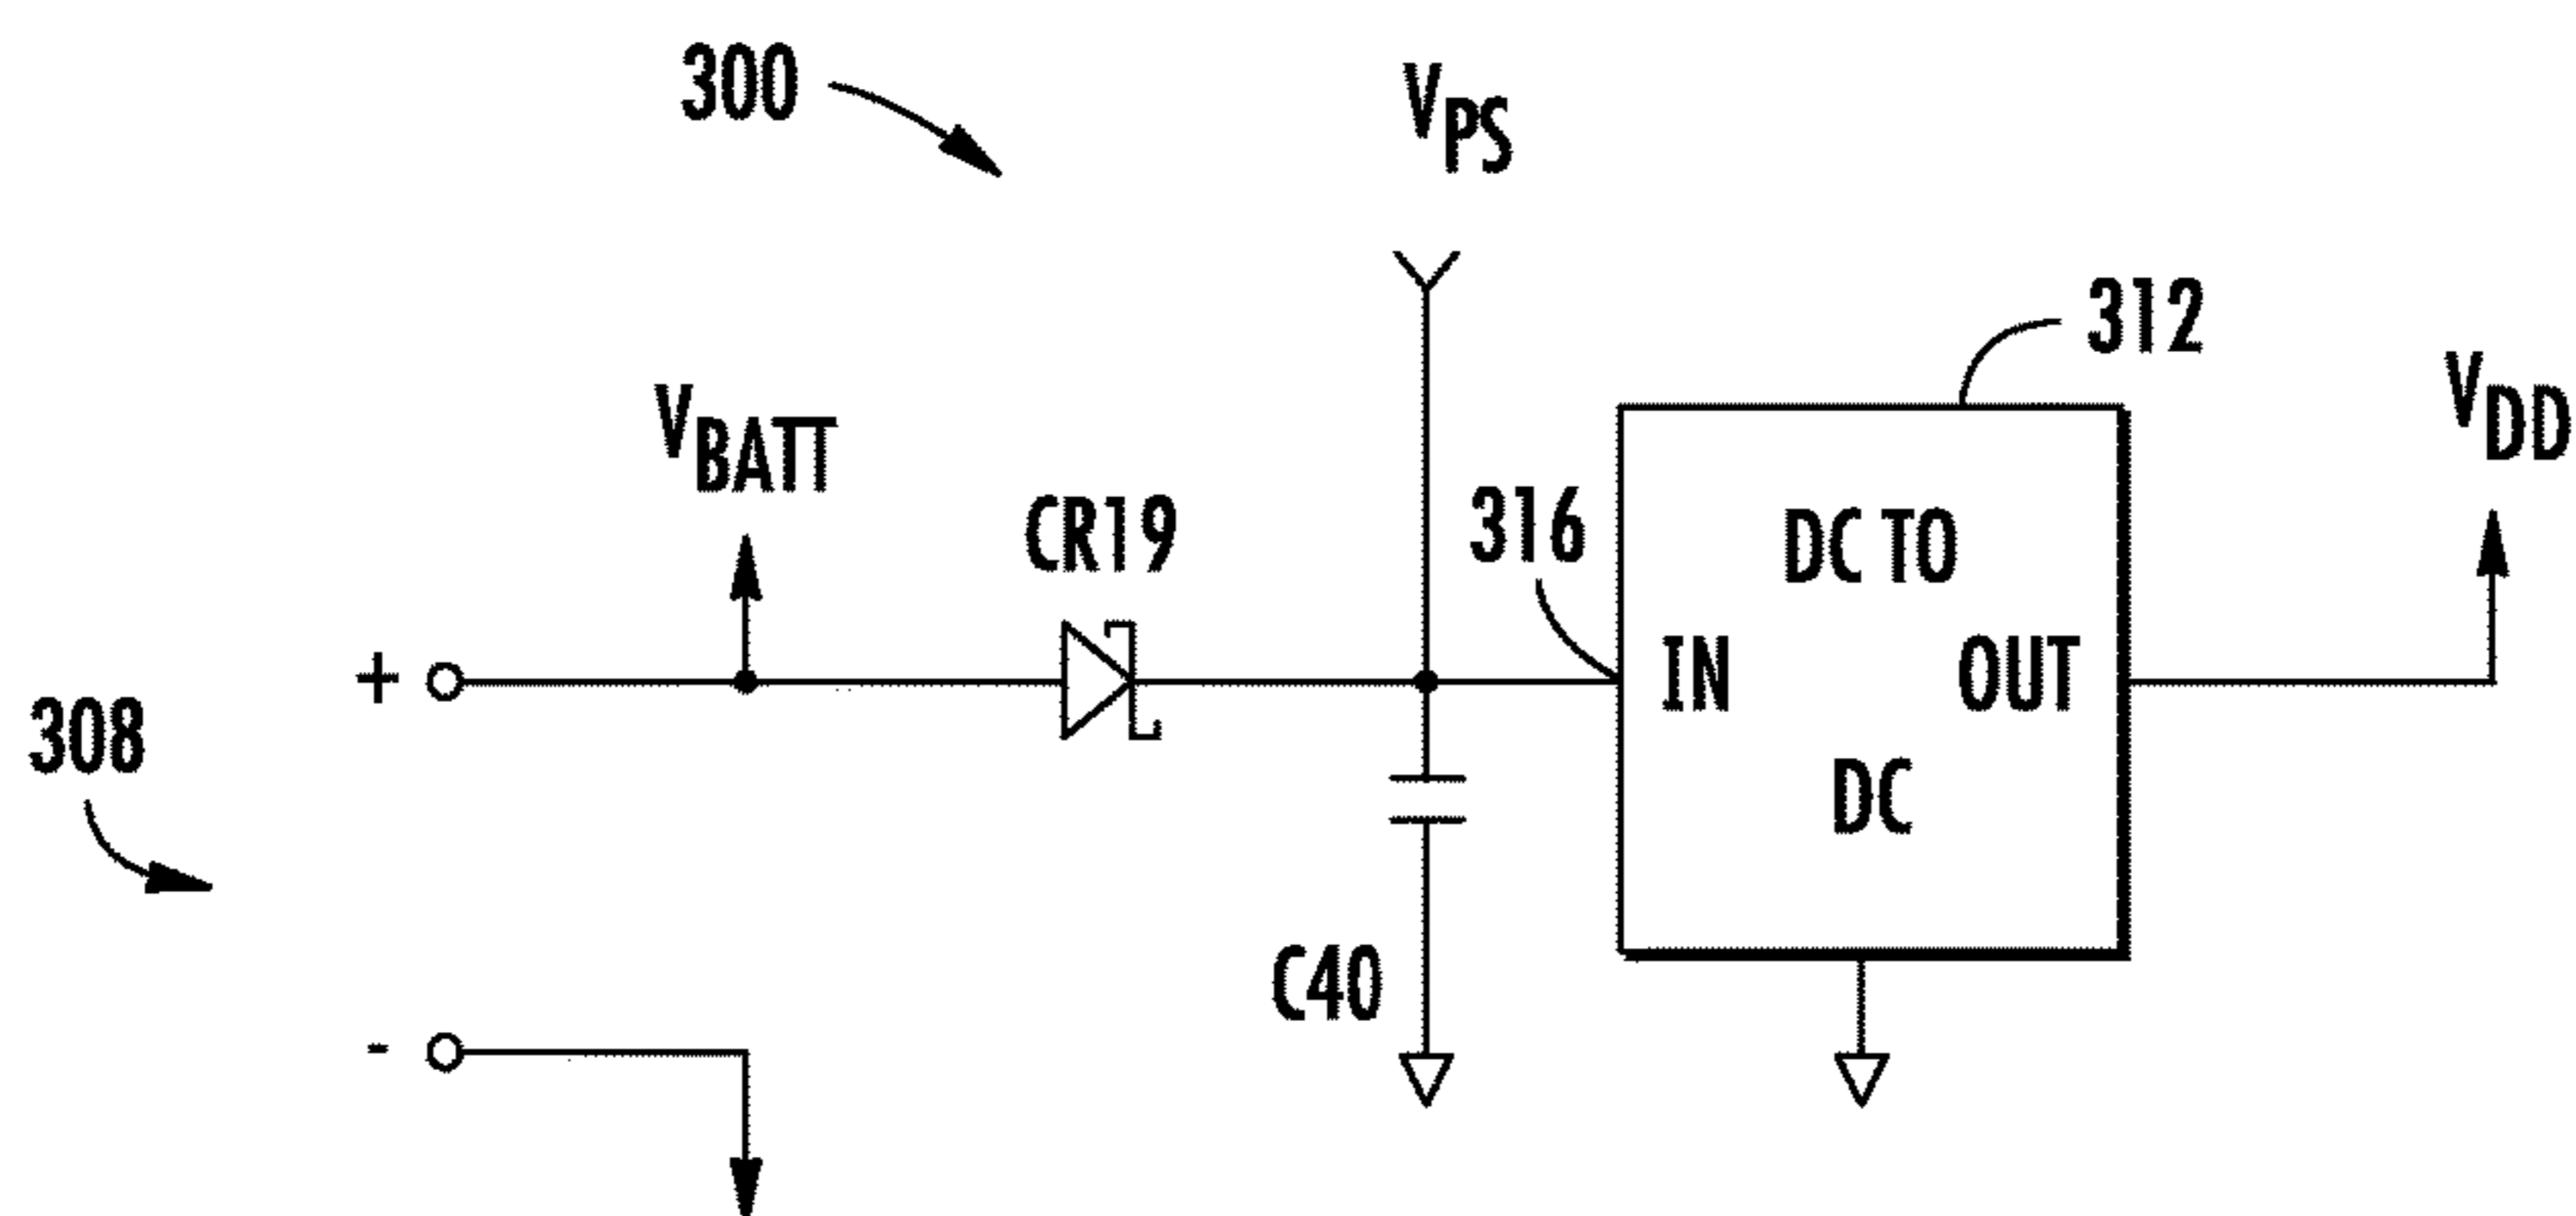 300
VPS
312
VDD
VBATT
CR19
316
DC TO
IN
OUT
DC
+
308
C40
-